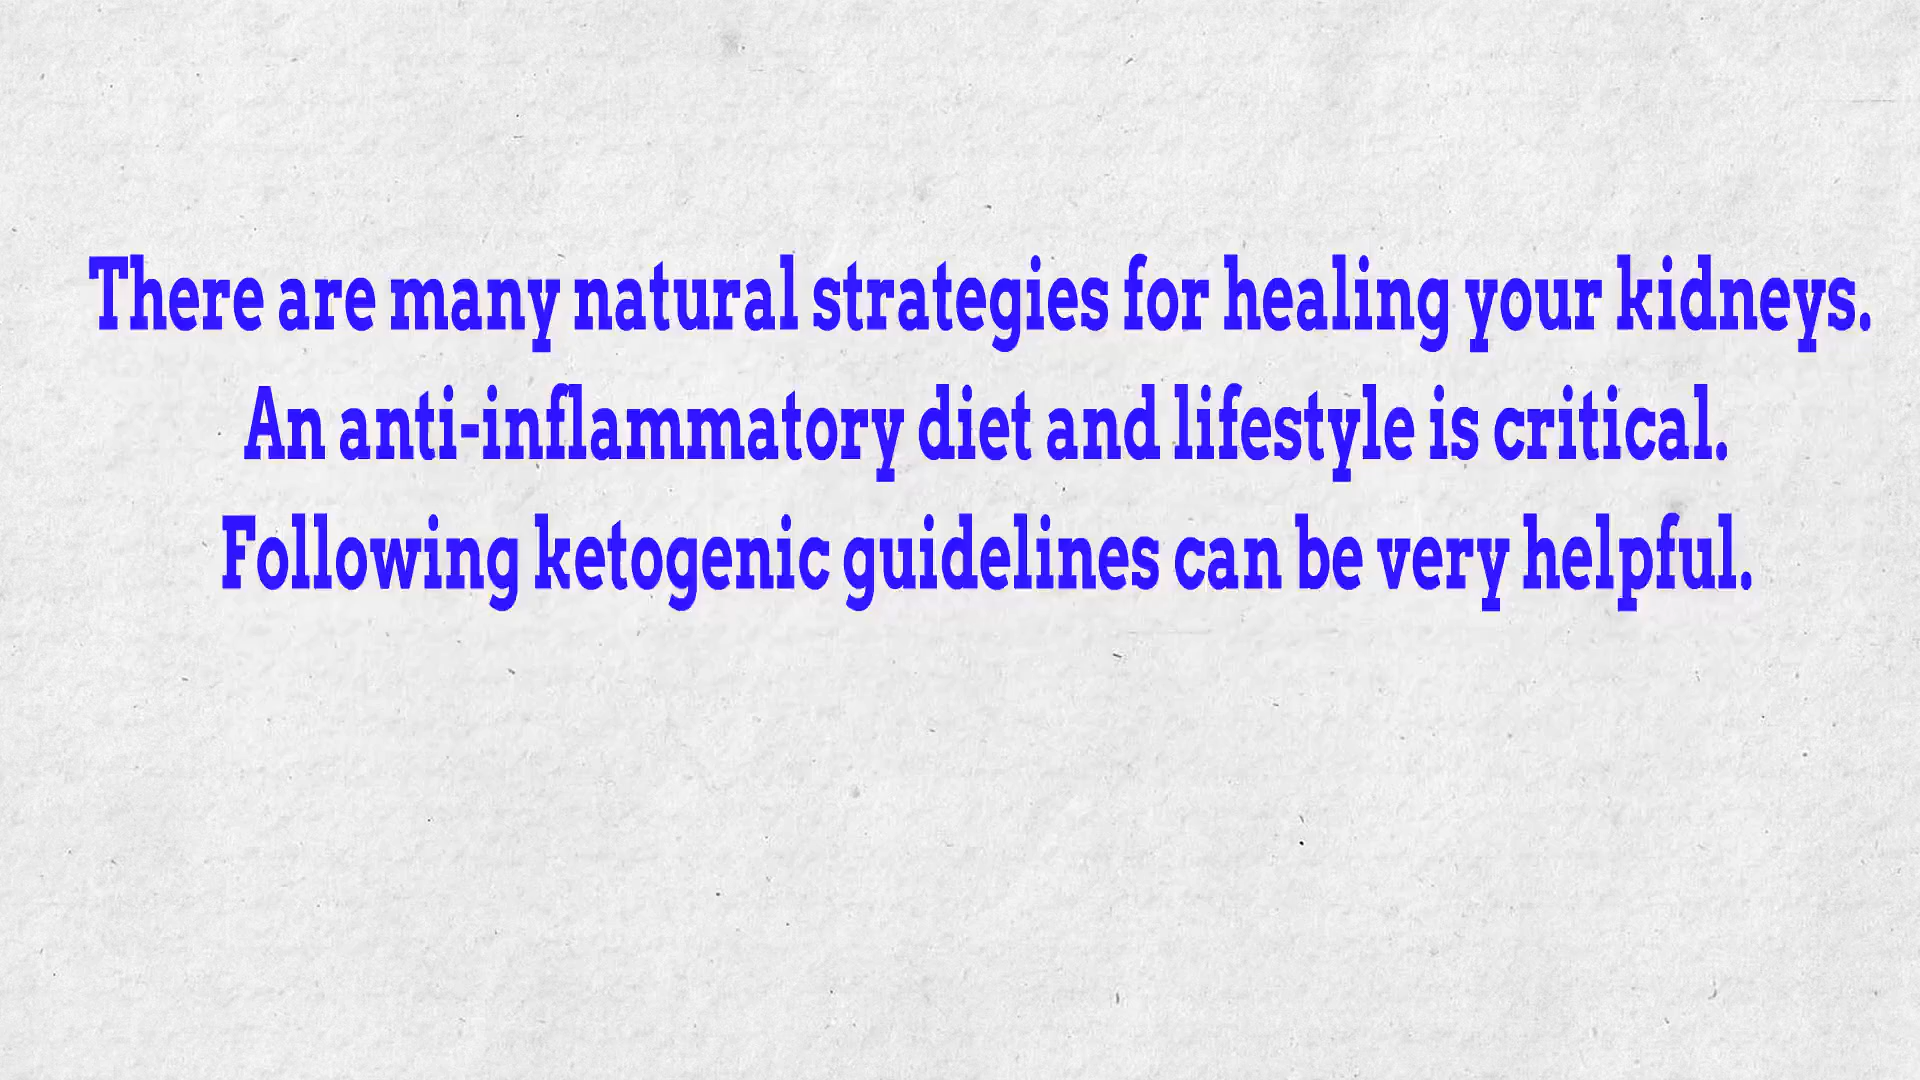 There are many natural strategies for healing your kidneys.
An anti-inflammatory diet and lifestyle is critical.
Following ketogenic guidelines can be very helpful.